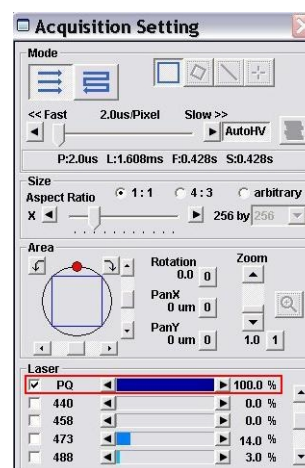 Acquisition Setting
Mode
<< Fast 2.0us/Pixel Slow >>
AutoHV
P:2.0us L:1.608ms F:0.428s S:0.428s
Size
Aspect Ratio 1:1 4:3 arbitrary
X 256 by 256
Area
Rotation Zoom
0.0 0
PanX
0 um 0
PanY
0 um 0 1.0 1
Laser
PQ 100.0 %
440 0.0 %
458 0.0 %
473 14.0 %
488 3.0 %